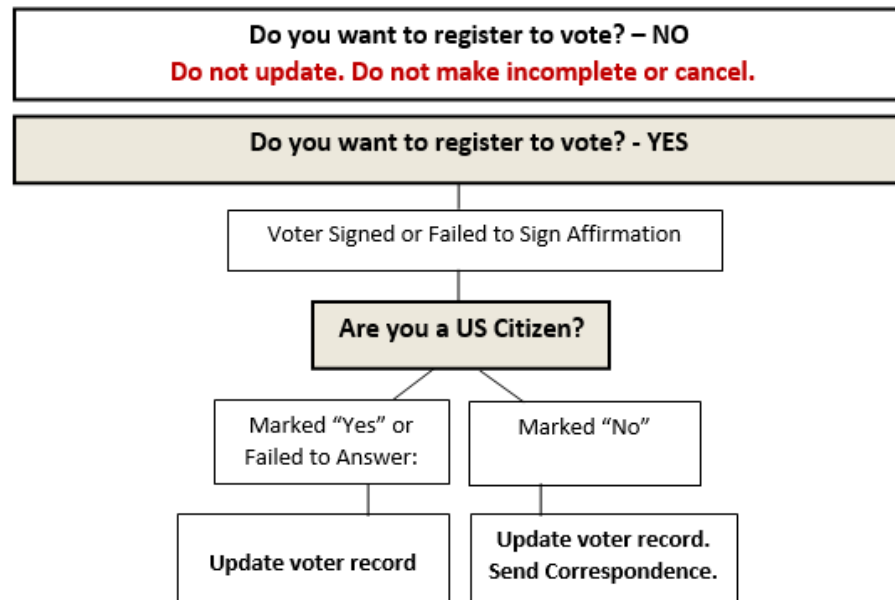 Do you want to register to vote? – NO
Do not update. Do not make incomplete or cancel.
Do you want to register to vote? - YES
Voter Signed or Failed to Sign Affirmation
Are you a US Citizen?
Marked “Yes” or
Failed to Answer:
Marked “No”
Update voter record
Update voter record.
Send Correspondence.